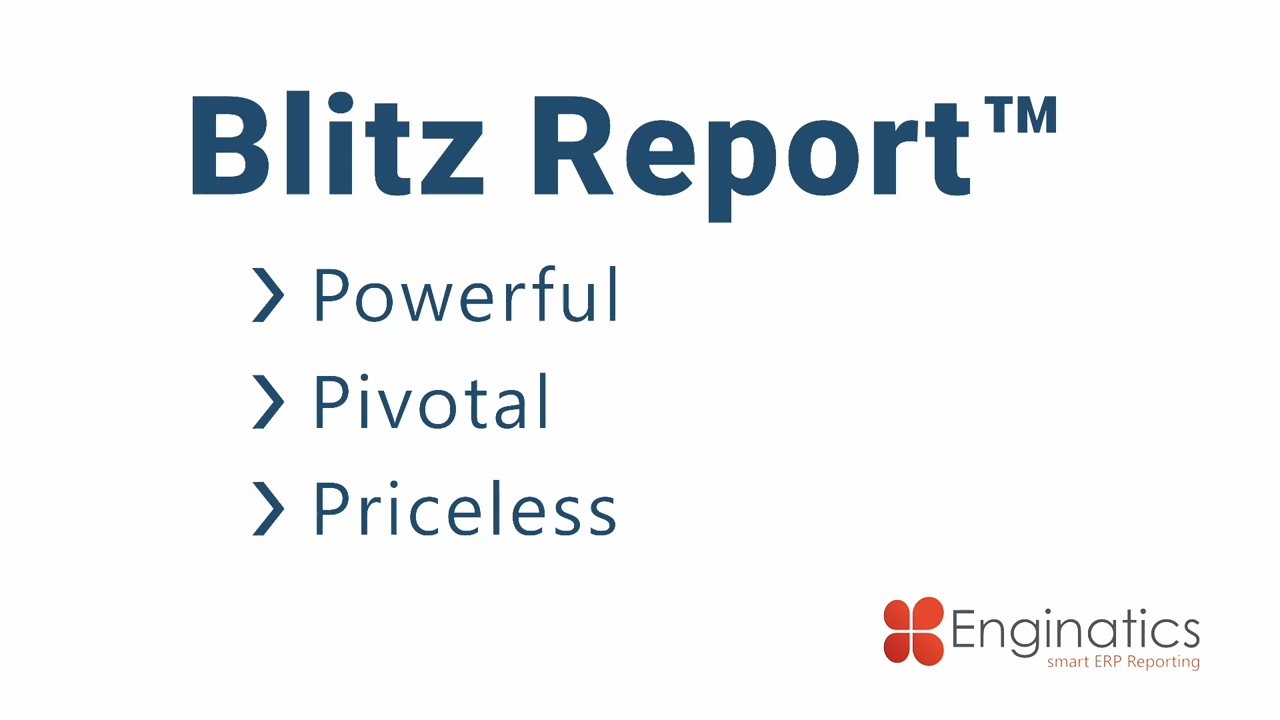 Blitz Report™
❯ Powerful
❯ Pivotal
❯ Priceless
Enginatics
smart ERP Reporting